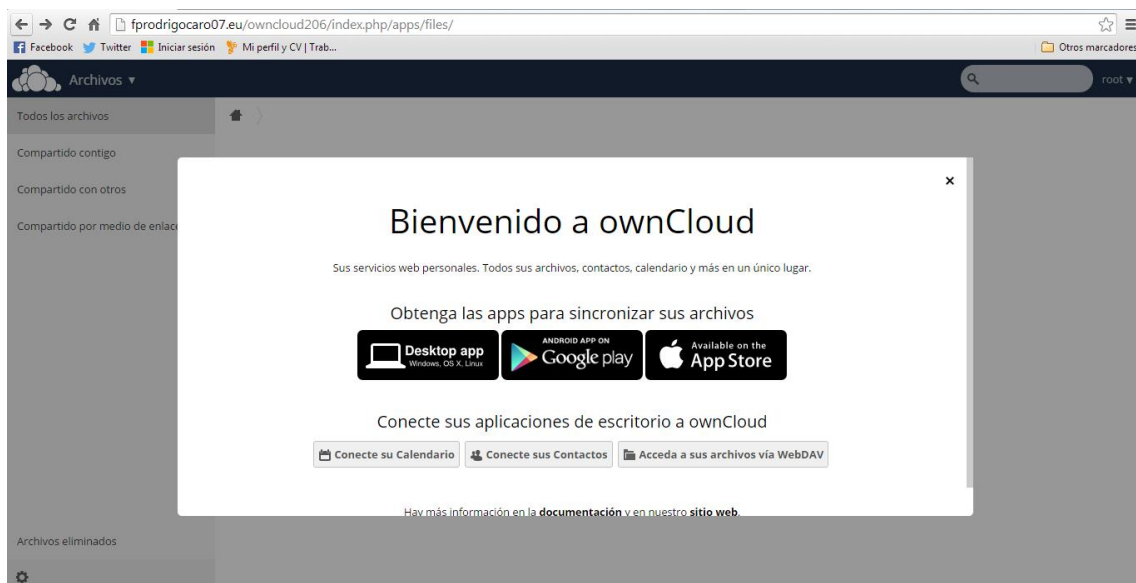 fprodrigocaro07.eu/owncloud206/index.php/apps/files/
Facebook Twitter Iniciar sesión Mi perfil y CV | Trab... Otros marcadores
Archivos root
Todos los archivos
Compartido contigo
Compartido con otros
Compartido por medio de enlace
Bienvenido a ownCloud
Sus servicios web personales. Todos sus archivos, contactos, calendario y más en un único lugar.
Obtenga las apps para sincronizar sus archivos
Desktop app
Windows, OS X, Linux
ANDROID APP ON
Google play
Available on the
App Store
Conecte sus aplicaciones de escritorio a ownCloud
Conecte su Calendario Conecte sus Contactos Acceda a sus archivos vía WebDAV
Hay más información en la documentación y en nuestro sitio web.
Archivos eliminados